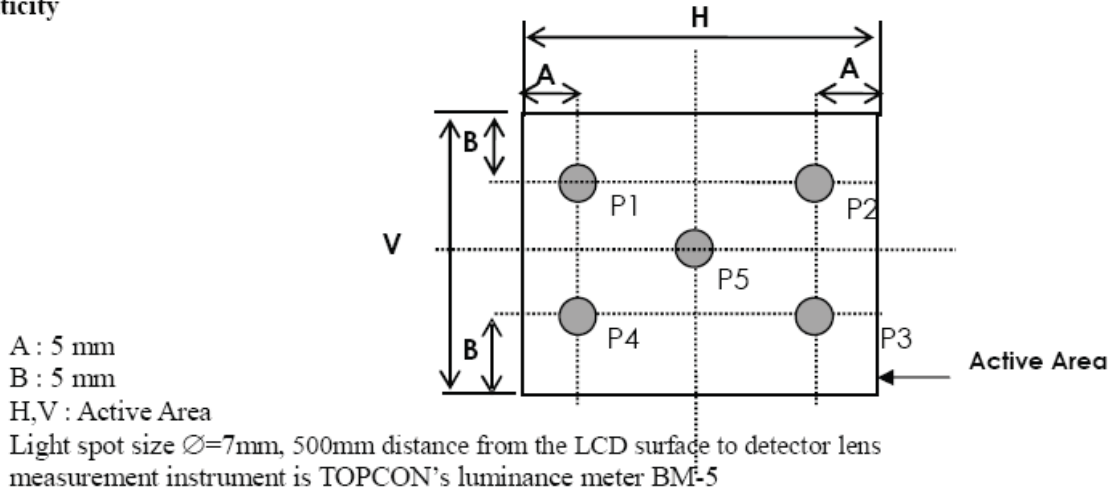 ticity
H
A
A
B
P1
P2
V
P5
B
P4
P3
Active Area
A : 5 mm
B : 5 mm
H,V : Active Area
Light spot size ∅=7mm, 500mm distance from the LCD surface to detector lens
measurement instrument is TOPCON’s luminance meter BM-5